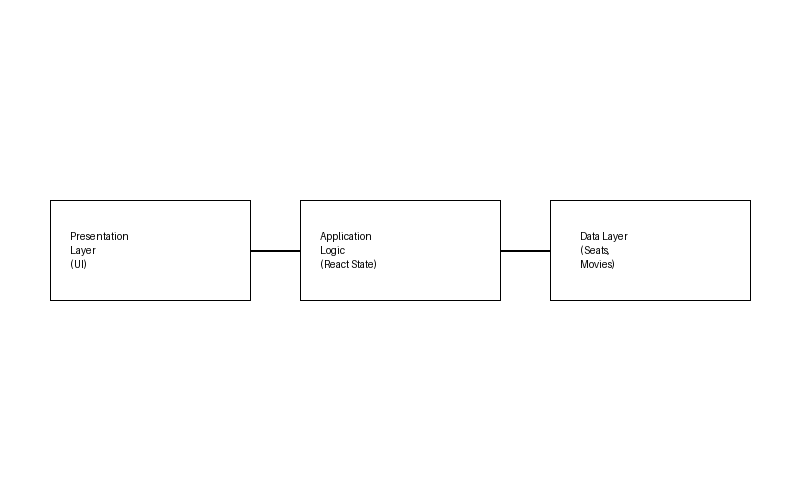 Presentation
Layer
(UI)
Application
Logic
(React State)
Data Layer
(Seats,
Movies)